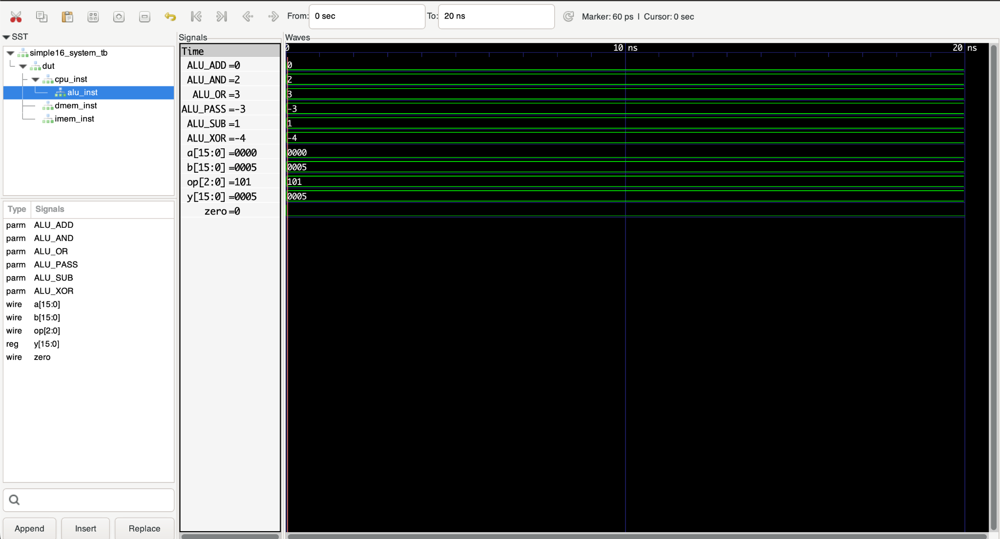 From: 0 sec To: 20 ns Marker: 60 ps | Cursor: 0 sec
SST
simple16_system_tb
dut
cpu_inst
alu_inst
dmem_inst
imem_inst
Type Signals
parm ALU_ADD
parm ALU_AND
parm ALU_OR
parm ALU_PASS
parm ALU_SUB
parm ALU_XOR
wire a[15:0]
wire b[15:0]
wire op[2:0]
reg y[15:0]
wire zero
Append Insert Replace
Signals
Time
ALU_ADD =0
ALU_AND =2
ALU_OR =3
ALU_PASS =-3
ALU_SUB =1
ALU_XOR =-4
a[15:0] =0000
b[15:0] =0005
op[2:0] =101
y[15:0] =0005
zero =0
Waves
0 10 ns 20 ns
0
2
3
-3
1
-4
0000
0005
101
0005